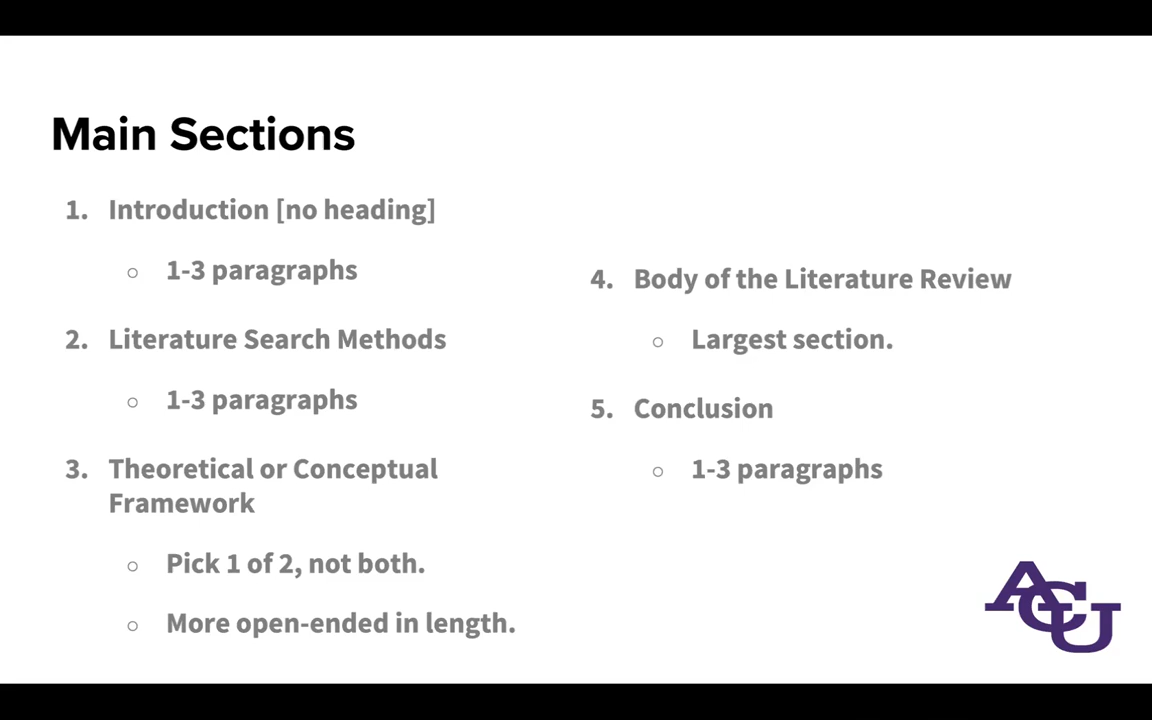 Main Sections
1. Introduction [no heading]
○ 1-3 paragraphs
2. Literature Search Methods
○ 1-3 paragraphs
3. Theoretical or Conceptual
Framework
○ Pick 1 of 2, not both.
○ More open-ended in length.
4. Body of the Literature Review
○ Largest section.
5. Conclusion
○ 1-3 paragraphs
ACU